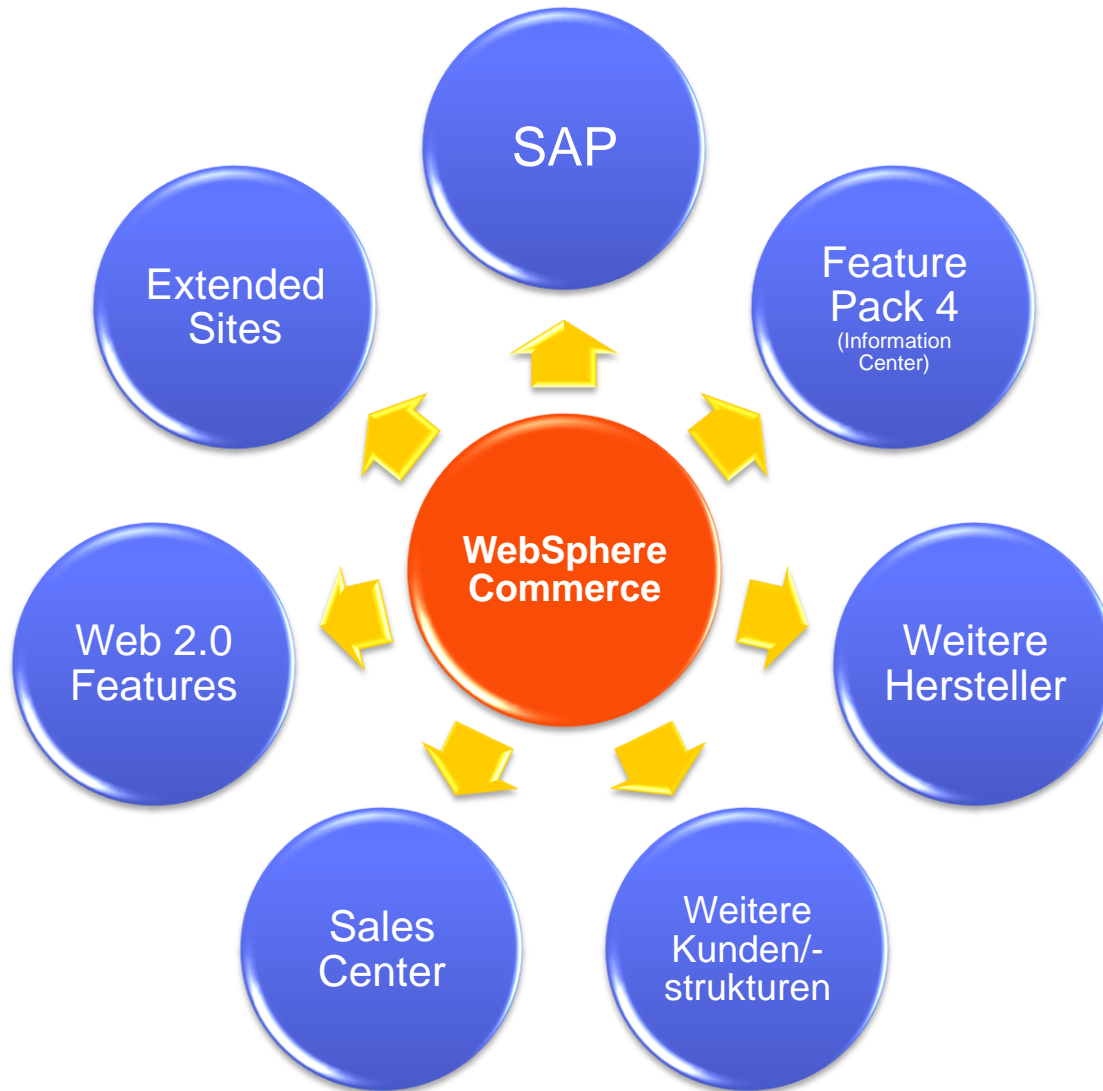 SAP
Extended
Sites
Feature
Pack 4
(Information
Center)
WebSphere
Commerce
Web 2.0
Features
Weitere
Hersteller
Sales
Center
Weitere
Kunden/-
strukturen